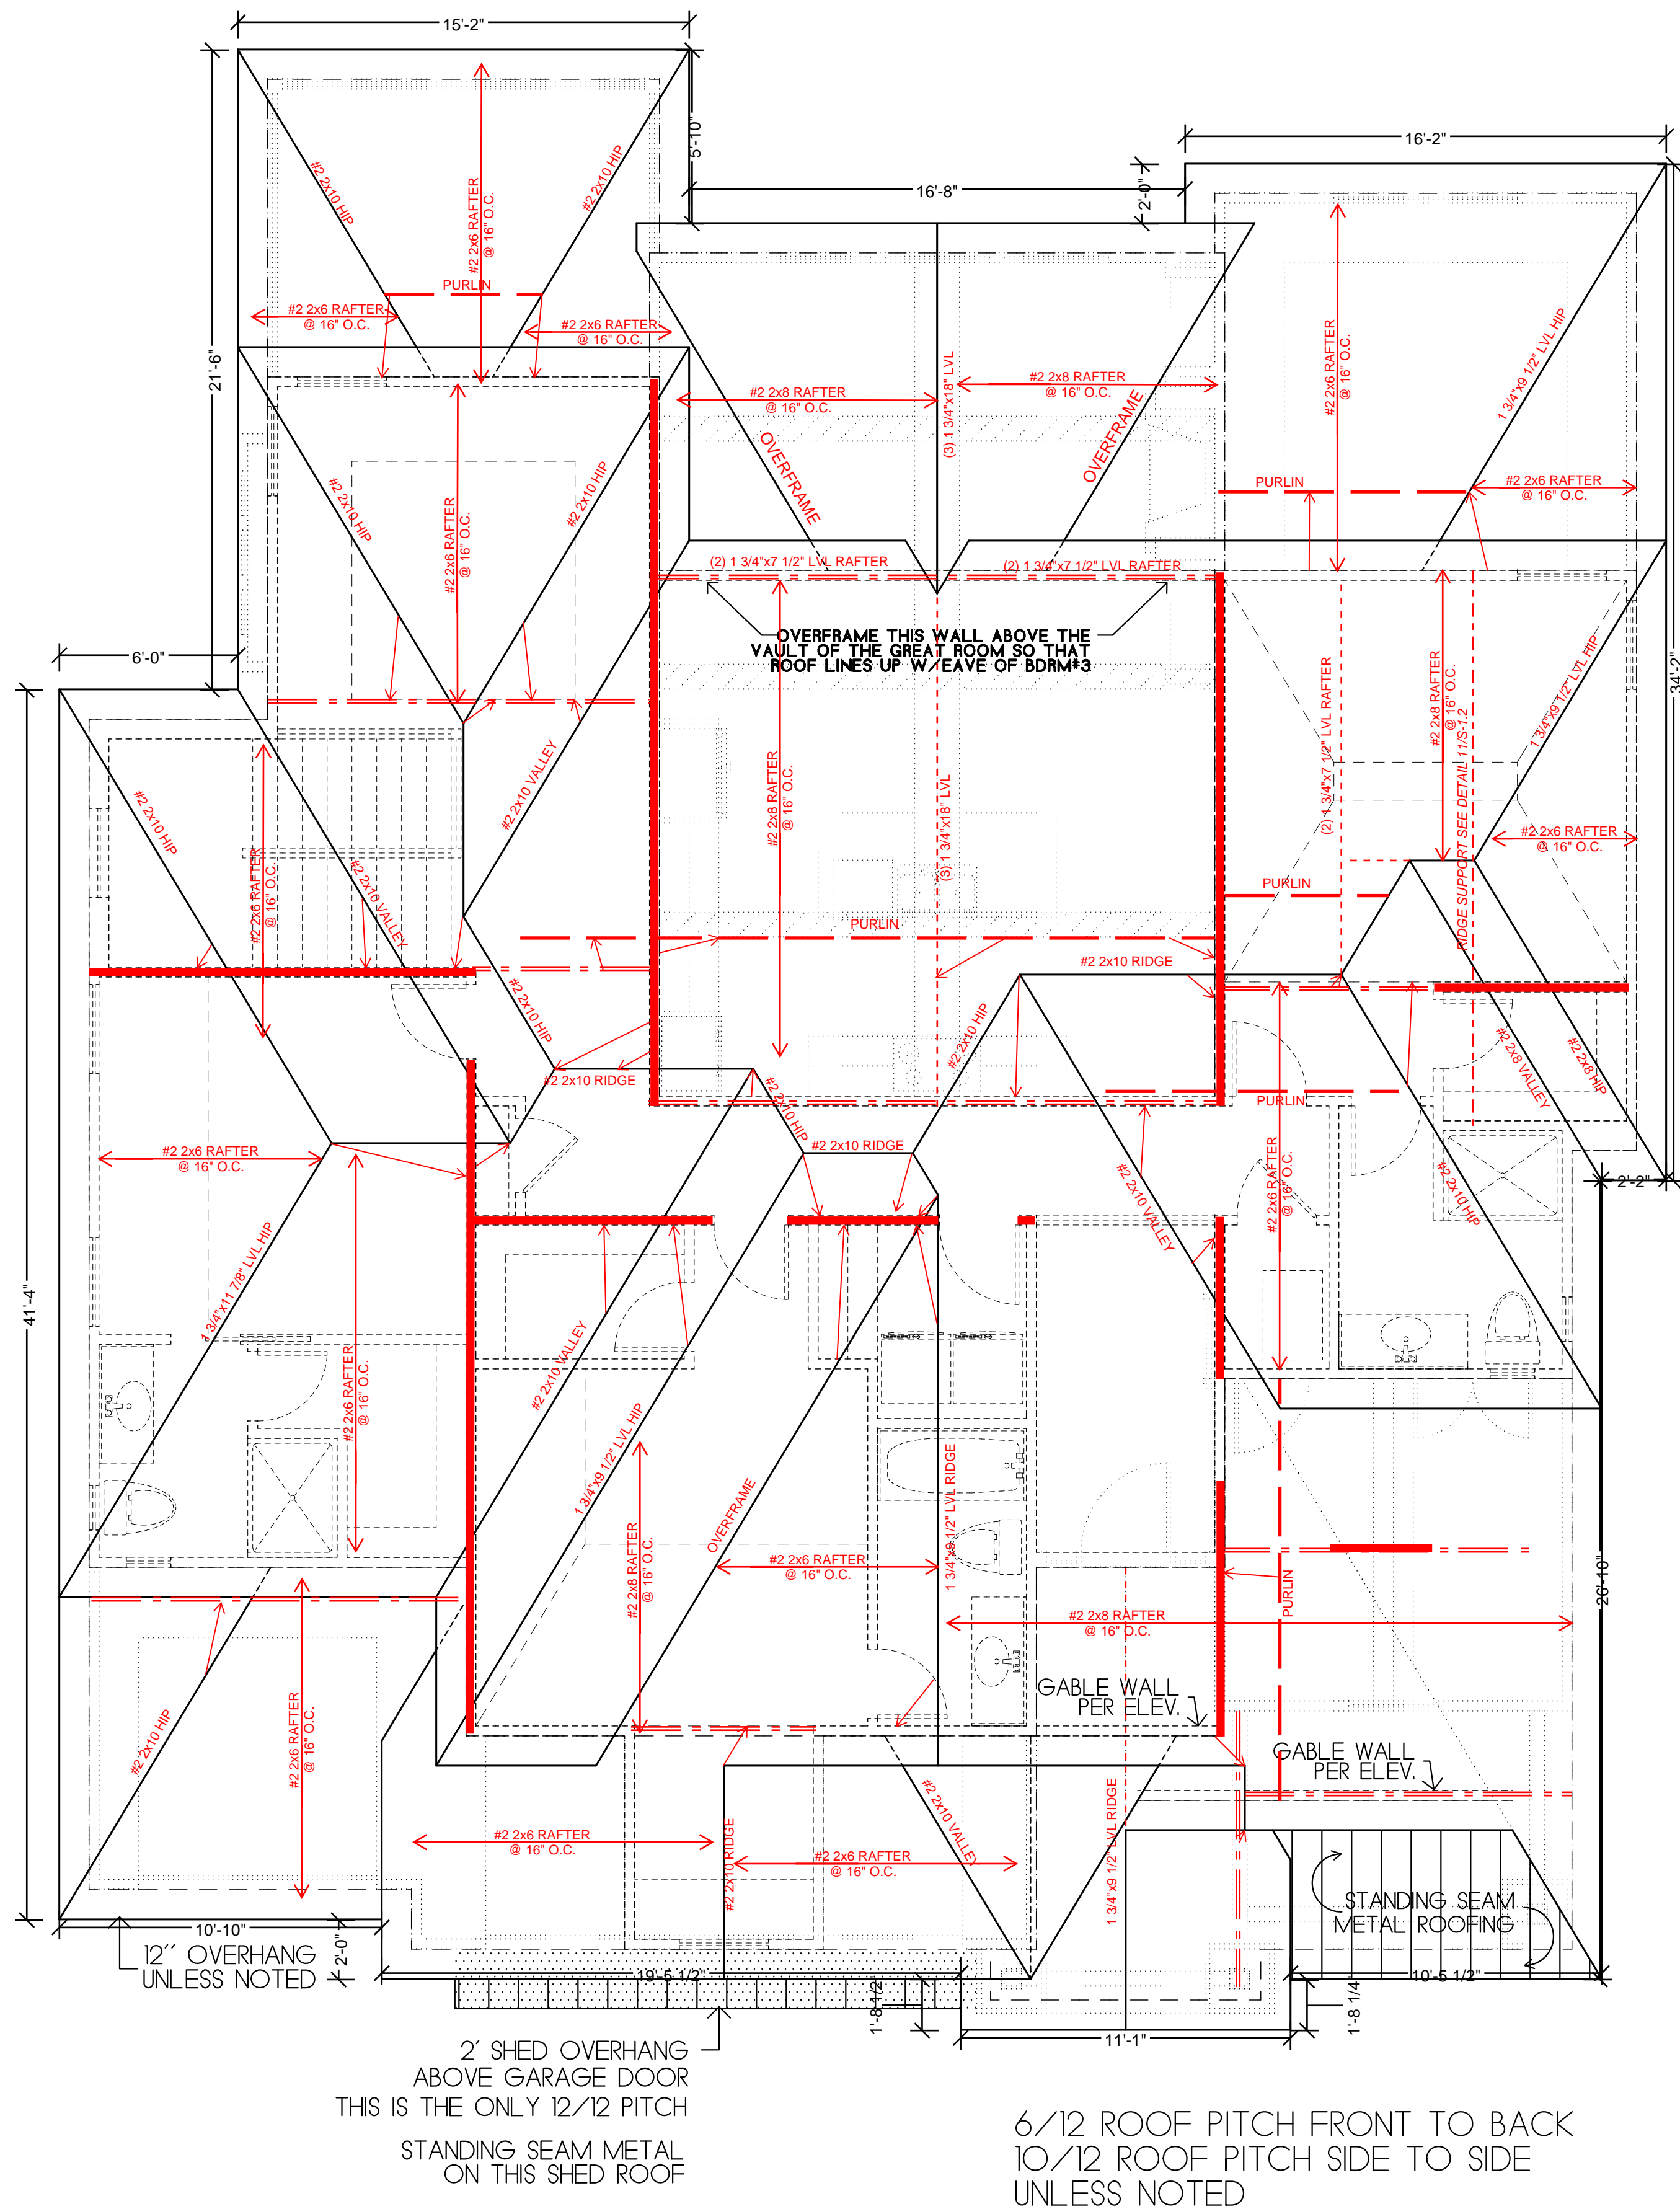 15'-2"
16'-2"
5'-10"
16'-8"
2'-0"
#2 2x10 HIP
#2 2x6 RAFTER
@ 16" O.C.
#2 2x10 HIP
PURLIN
#2 2x6 RAFTER
@ 16" O.C.
#2 2x6 RAFTER
@ 16" O.C.
21'-6"
#2 2x8 RAFTER
@ 16" O.C.
(3) 1 3/4"x18" LVL
#2 2x8 RAFTER
@ 16" O.C.
#2 2x6 RAFTER
@ 16" O.C.
1 3/4"x9 1/2" LVL HIP
OVERFRAME
OVERFRAME
PURLIN
#2 2x6 RAFTER
@ 16" O.C.
#2 2x10 HIP
#2 2x6 RAFTER
@ 16" O.C.
#2 2x10 HIP
(2) 1 3/4"x7 1/2" LVL RAFTER
(2) 1 3/4"x7 1/2" LVL RAFTER
OVERFRAME THIS WALL ABOVE THE
VAULT OF THE GREAT ROOM SO THAT
ROOF LINES UP W/EAVE OF BDRM#3
6'-0"
34'-2"
(2) 1 3/4"x7 1/2" LVL RAFTER
#2 2x8 RAFTER
@ 16" O.C.
RIDGE SUPPORT SEE DETAIL 11/S-1.2
1 3/4"x9 1/2" LVL HIP
#2 2x6 RAFTER
@ 16" O.C.
#2 2x10 HIP
#2 2x10 VALLEY
#2 2x8 RAFTER
@ 16" O.C.
(3) 1 3/4"x18" LVL
#2 2x6 RAFTER
@ 16" O.C.
#2 2x10 VALLEY
PURLIN
PURLIN
#2 2x10 RIDGE
#2 2x10 HIP
#2 2x10 HIP
#2 2x10 RIDGE
#2 2x10 HIP
#2 2x10 RIDGE
PURLIN
#2 2x8 VALLEY
#2 2x8 HIP
#2 2x6 RAFTER
@ 16" O.C.
#2 2x10 VALLEY
#2 2x6 RAFTER
@ 16" O.C.
#2 2x10 HIP
2'-2"
41'-4"
1 3/4"x11 7/8" LVL HIP
#2 2x6 RAFTER
@ 16" O.C.
#2 2x10 VALLEY
1 3/4"x9 1/2" LVL HIP
OVERFRAME
#2 2x8 RAFTER
@ 16" O.C.
#2 2x6 RAFTER
@ 16" O.C.
1 3/4"x9 1/2" LVL RIDGE
PURLIN
26'-10"
#2 2x8 RAFTER
@ 16" O.C.
GABLE WALL
PER ELEV.
GABLE WALL
PER ELEV.
#2 2x10 HIP
#2 2x6 RAFTER
@ 16" O.C.
#2 2x6 RAFTER
@ 16" O.C.
#2 2x10 RIDGE
#2 2x6 RAFTER
@ 16" O.C.
#2 2x10 VALLEY
1 3/4"x9 1/2" LVL RIDGE
STANDING SEAM
METAL ROOFING
10'-10"
2'-0"
12" OVERHANG
UNLESS NOTED
19'-5 1/2"
1'-8 1/2"
11'-1"
10'-5 1/2"
1'-8 1/4"
2' SHED OVERHANG
ABOVE GARAGE DOOR
THIS IS THE ONLY 12/12 PITCH
STANDING SEAM METAL
ON THIS SHED ROOF
6/12 ROOF PITCH FRONT TO BACK
10/12 ROOF PITCH SIDE TO SIDE
UNLESS NOTED